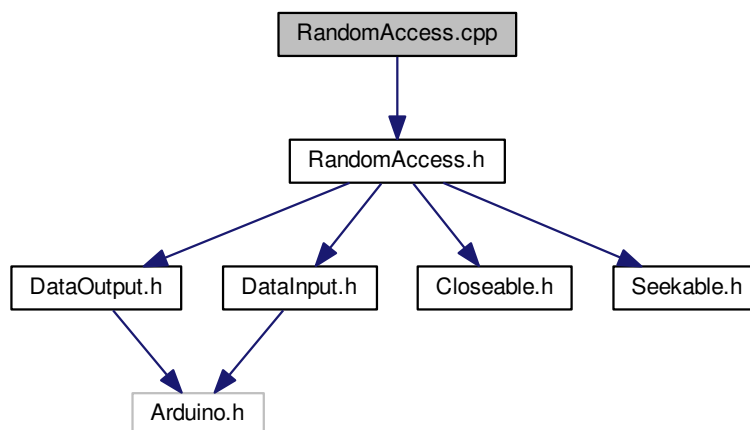 RandomAccess.cpp
RandomAccess.h
DataOutput.h
DataInput.h
Closeable.h
Seekable.h
Arduino.h